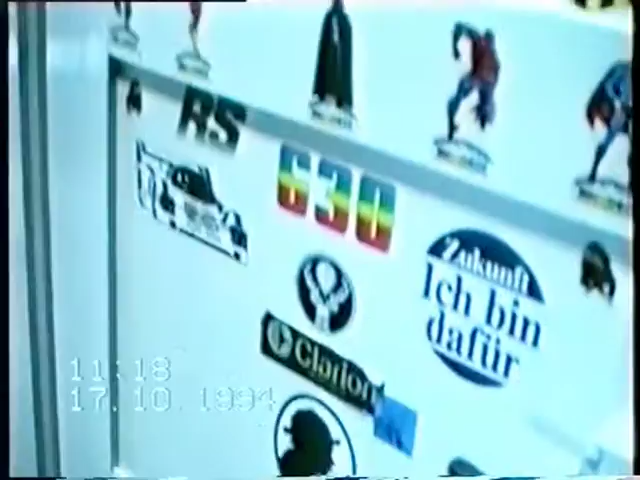 RS
630
Zukunft
Ich bin
dafür
Clarion
11:18
17.10.1994